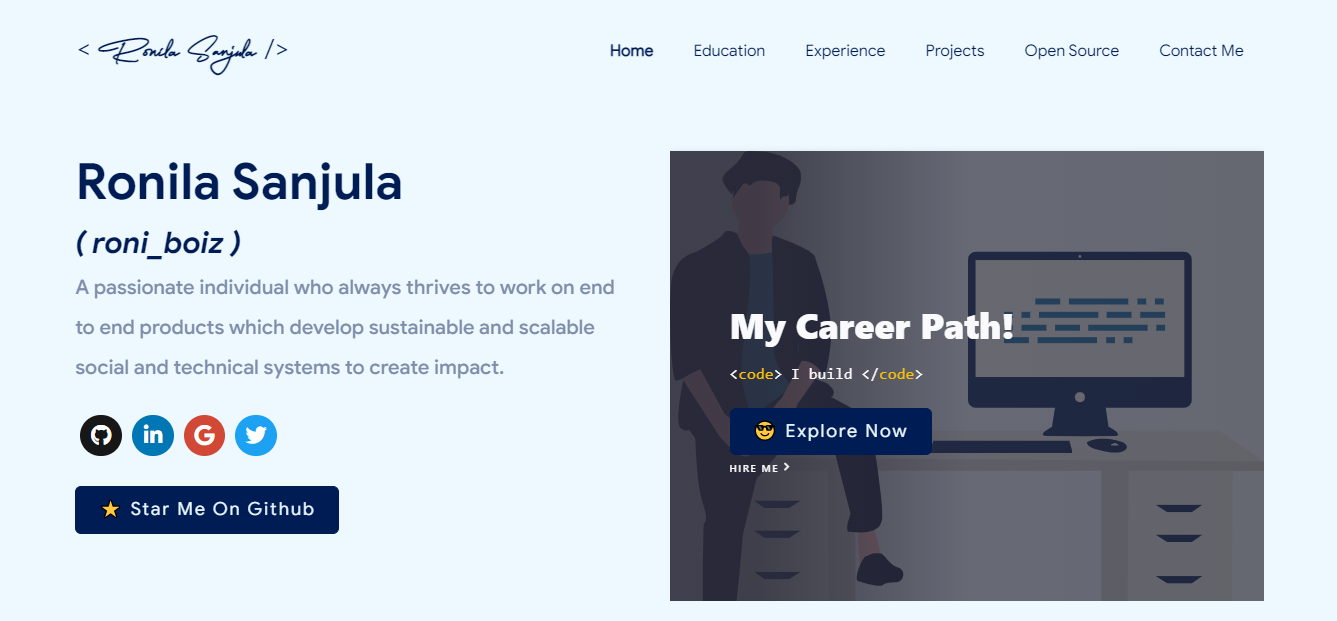 < Ronila Sanjula />
Home Education Experience Projects Open Source Contact Me
Ronila Sanjula
( roni_boiz )
A passionate individual who always thrives to work on end
to end products which develop sustainable and scalable
social and technical systems to create impact.
in G
⭐ Star Me On Github
My Career Path!
<code> I build </code>
😎 Explore Now
HIRE ME >